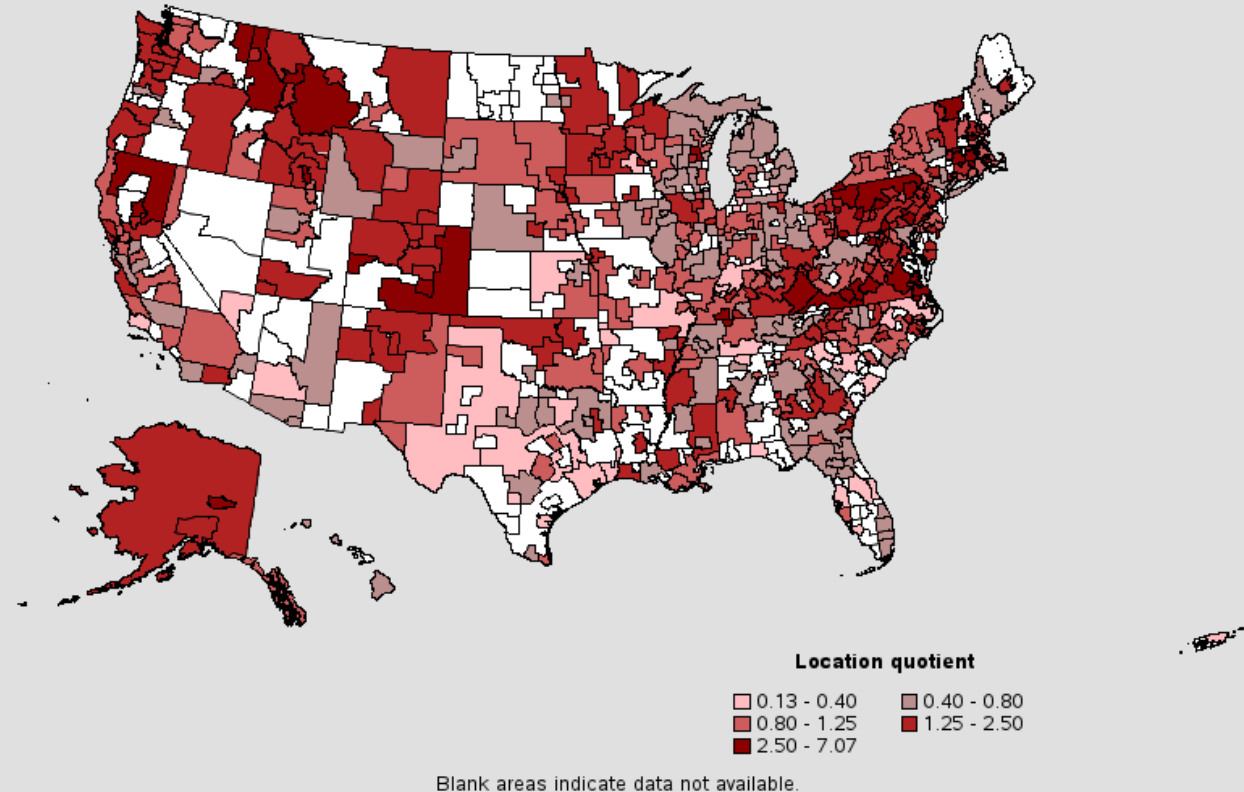 Location quotient
0.13 - 0.40 0.40 - 0.80
0.80 - 1.25 1.25 - 2.50
2.50 - 7.07
Blank areas indicate data not available.